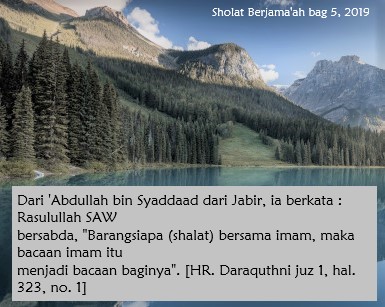 Sholat Berjama'ah bag 5, 2019
Dari 'Abdullah bin Syaddaad dari Jabir, ia berkata :
Rasulullah SAW
bersabda, "Barangsiapa (shalat) bersama imam, maka
bacaan imam itu
menjadi bacaan baginya". [HR. Daraquthni juz 1, hal.
323, no. 1]